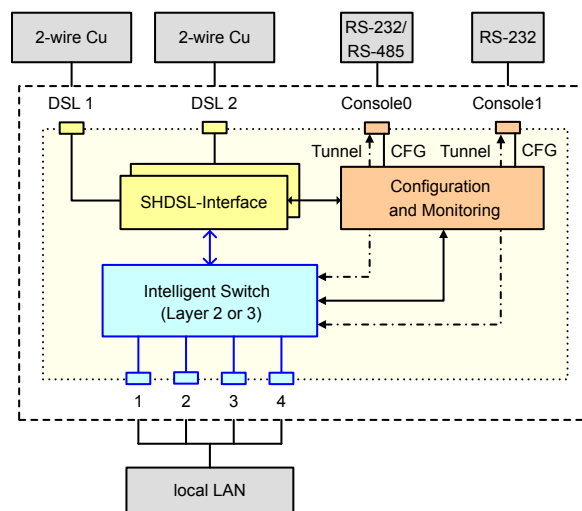 2-wire Cu
2-wire Cu
RS-232/
RS-485
RS-232
DSL 1
DSL 2
Console0
Console1
Tunnel
CFG
Tunnel
CFG
SHDSL-Interface
Configuration
and Monitoring
Intelligent Switch
(Layer 2 or 3)
1
2
3
4
local LAN